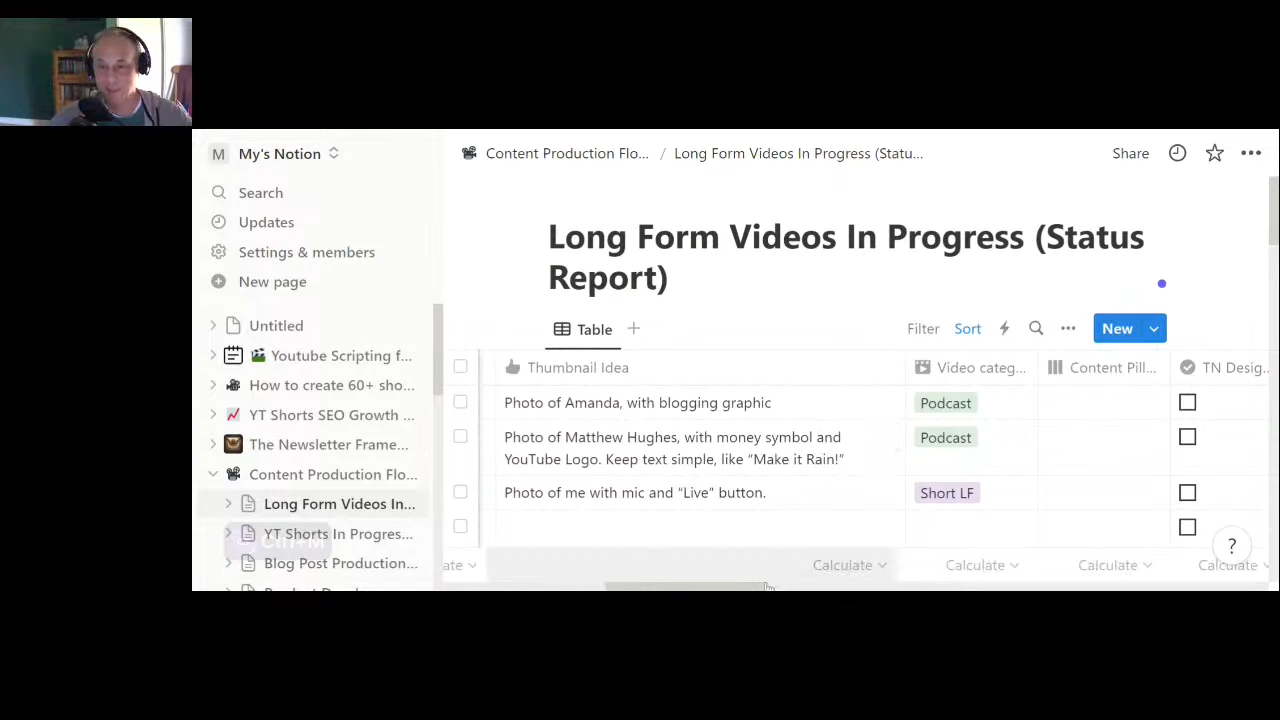 M My's Notion
Content Production Flo... / Long Form Videos In Progress (Statu...
Share
Search
Updates
Settings & members
New page
Untitled
Youtube Scripting f...
How to create 60+ sho...
YT Shorts SEO Growth ...
The Newsletter Frame...
Content Production Flo...
Long Form Videos In...
YT Shorts In Progres...
Ctrl+M
Blog Post Production...
Long Form Videos In Progress (Status
Report)
Table
Filter Sort New
Thumbnail Idea Video categ... Content Pill... TN Desig...
Photo of Amanda, with blogging graphic Podcast
Photo of Matthew Hughes, with money symbol and Podcast
YouTube Logo. Keep text simple, like “Make it Rain!”
Photo of me with mic and “Live” button. Short LF
?
ate Calculate Calculate Calculate Calculate